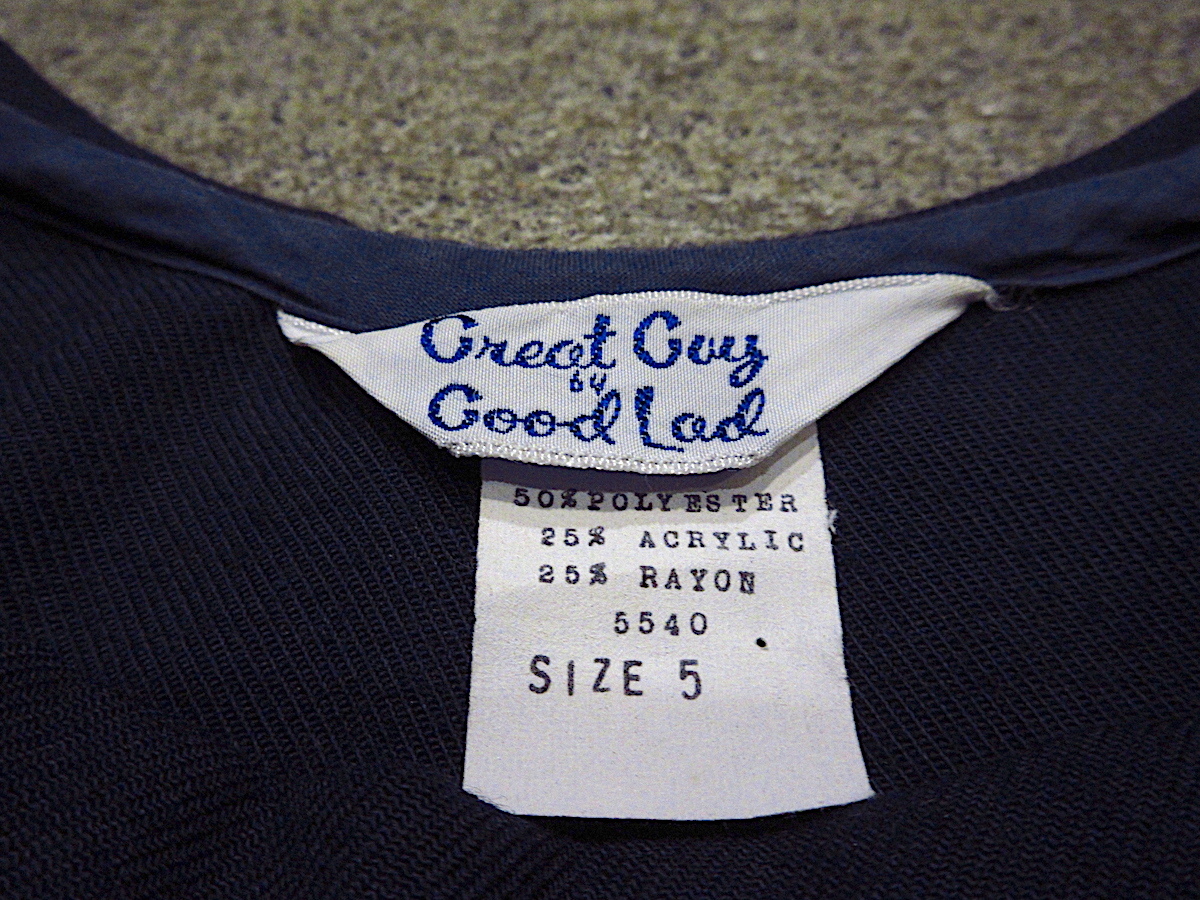 Great Guy
by
Good Lad
50% POLYESTER
25% ACRYLIC
25% RAYON
5540
SIZE 5